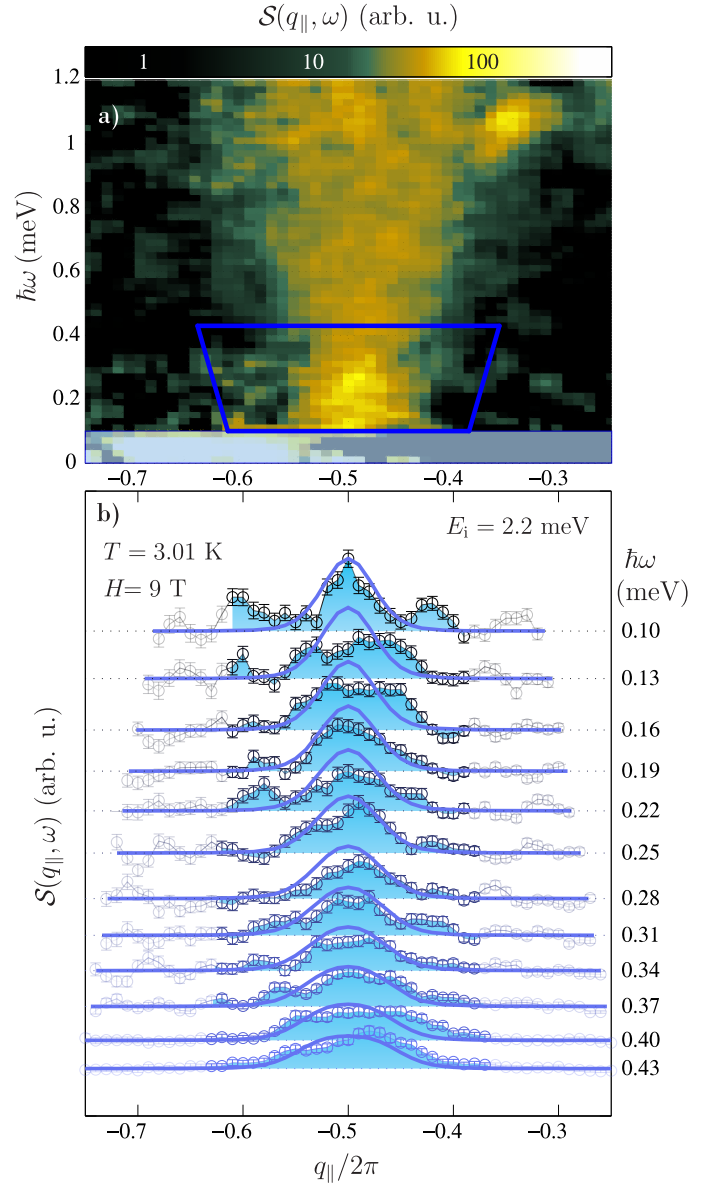 𝒮(q∥, ω) (arb. u.)
1 10 100
a)
ħω (meV)
1.2
1
0.8
0.6
0.4
0.2
0
−0.7 −0.6 −0.5 −0.4 −0.3
b)
E_i = 2.2 meV
T = 3.01 K
H= 9 T
ħω
(meV)
0.10
0.13
0.16
0.19
0.22
0.25
0.28
0.31
0.34
0.37
0.40
0.43
𝒮(q∥, ω) (arb. u.)
−0.7 −0.6 −0.5 −0.4 −0.3
q∥/2π